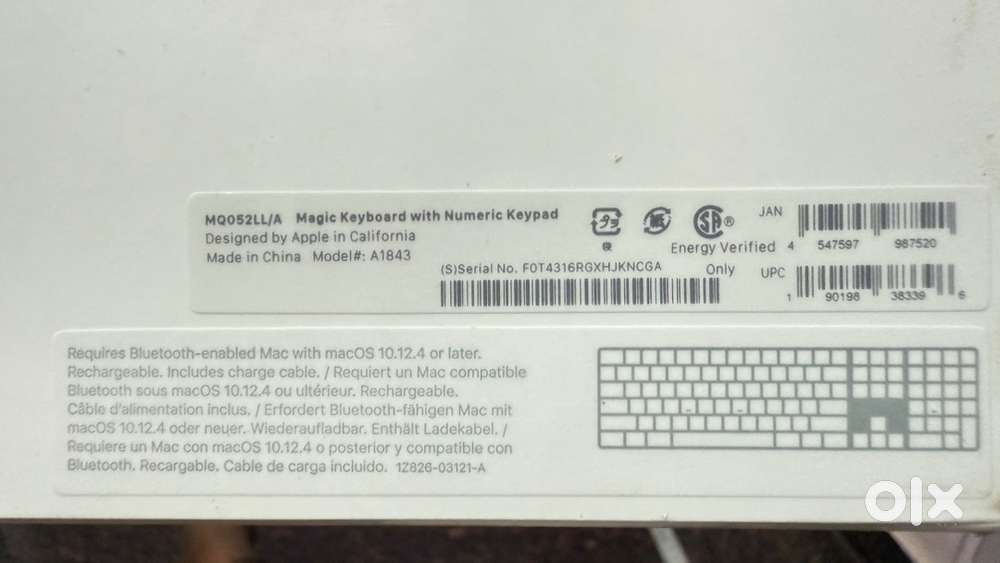 MQ052LL/A Magic Keyboard with Numeric Keypad
Designed by Apple in California
Made in China Model#: A1843
(S)Serial No. F0T4316RGXHJKNCGA
Energy Verified
Only
JAN
4 547597 987520
UPC
1 90198 38339 6
Requires Bluetooth-enabled Mac with macOS 10.12.4 or later.
Rechargeable. Includes charge cable. / Requiert un Mac compatible
Bluetooth sous macOS 10.12.4 ou ultérieur. Rechargeable.
Câble d'alimentation inclus. / Erfordert Bluetooth-fähigen Mac mit
macOS 10.12.4 oder neuer. Wiederaufladbar. Enthält Ladekabel. /
Requiere un Mac con macOS 10.12.4 o posterior y compatible con
Bluetooth. Recargable. Cable de carga incluido. 1Z826-03121-A
olx